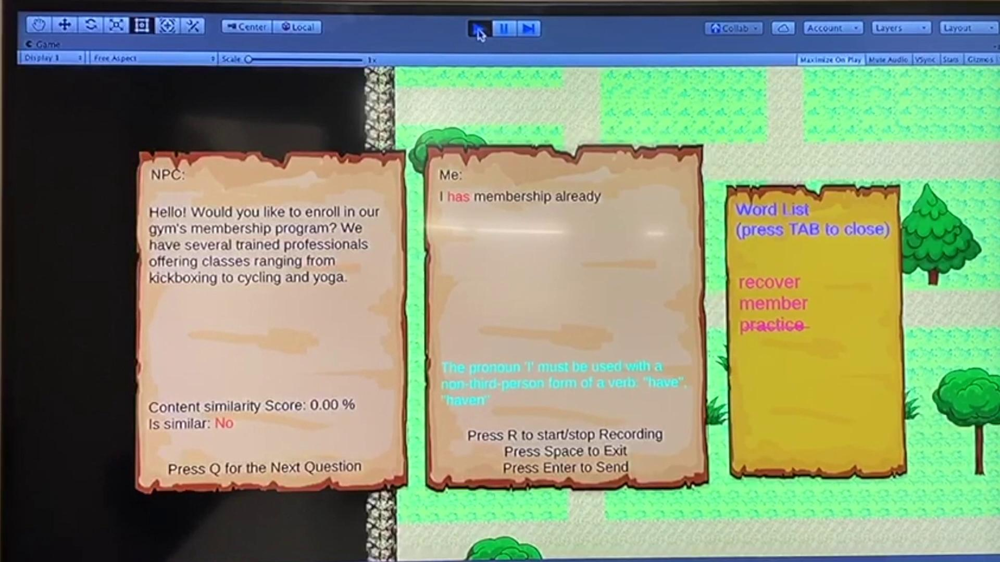 Center Local
Collab Account Layers Layout
Game
Display 1 Free Aspect Scale 1x Maximize On Play Mute Audio VSync Stats Gizmos
NPC:
Hello! Would you like to enroll in our
gym's membership program? We
have several trained professionals
offering classes ranging from
kickboxing to cycling and yoga.
Content similarity Score: 0.00 %
Is similar: No
Press Q for the Next Question
Me:
I has membership already
The pronoun 'I' must be used with a
non-third-person form of a verb: "have",
"haven"
Press R to start/stop Recording
Press Space to Exit
Press Enter to Send
Word List
(press TAB to close)
recover
member
practice